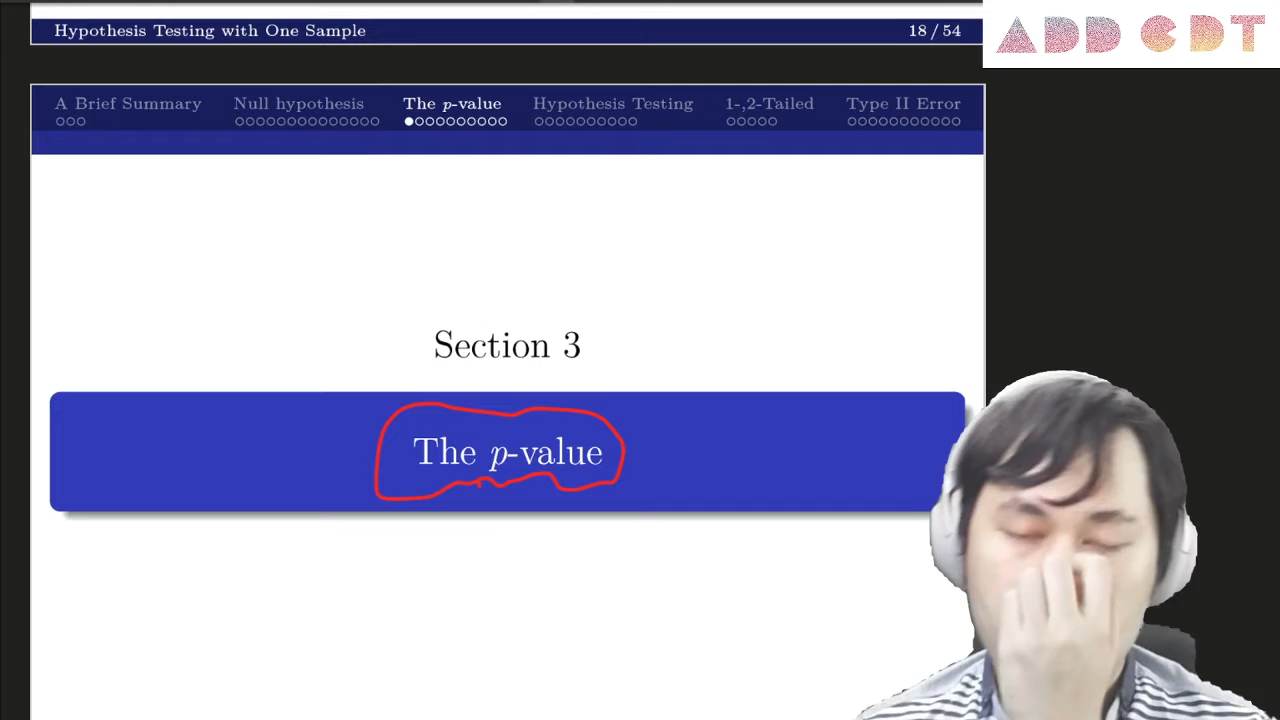 Hypothesis Testing with One Sample 18 / 54
ADD CDT
A Brief Summary Null hypothesis The p-value Hypothesis Testing 1-,2-Tailed Type II Error
Section 3
The p-value